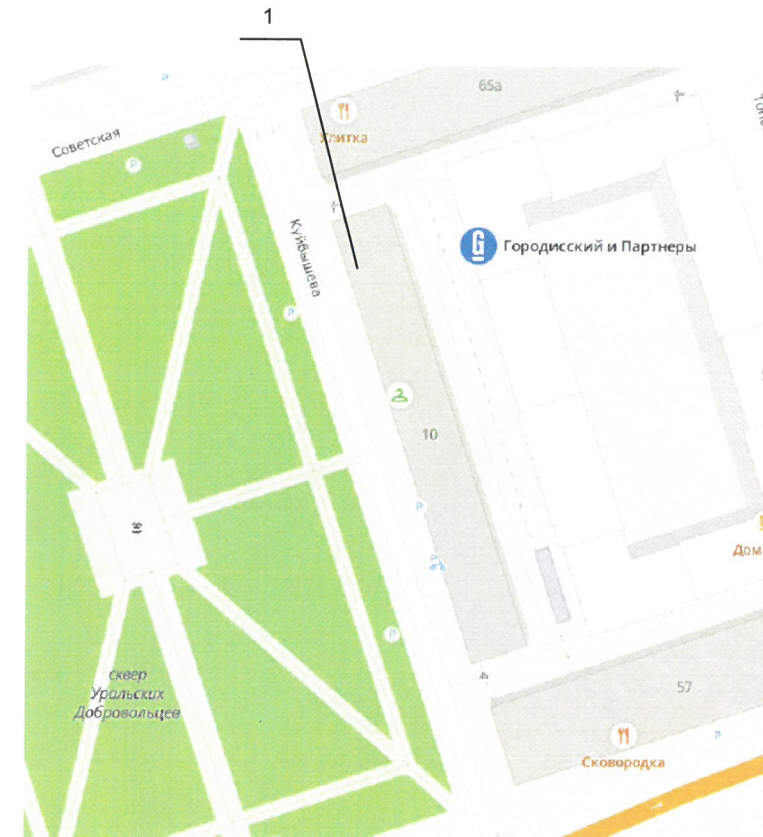 1
65а
Улитка
Советская
P
Куйбышева
Городисский и Партнеры
P
10
P
Дом
P
сквер
Уральских
Добровольцев
57
Сковородка
P